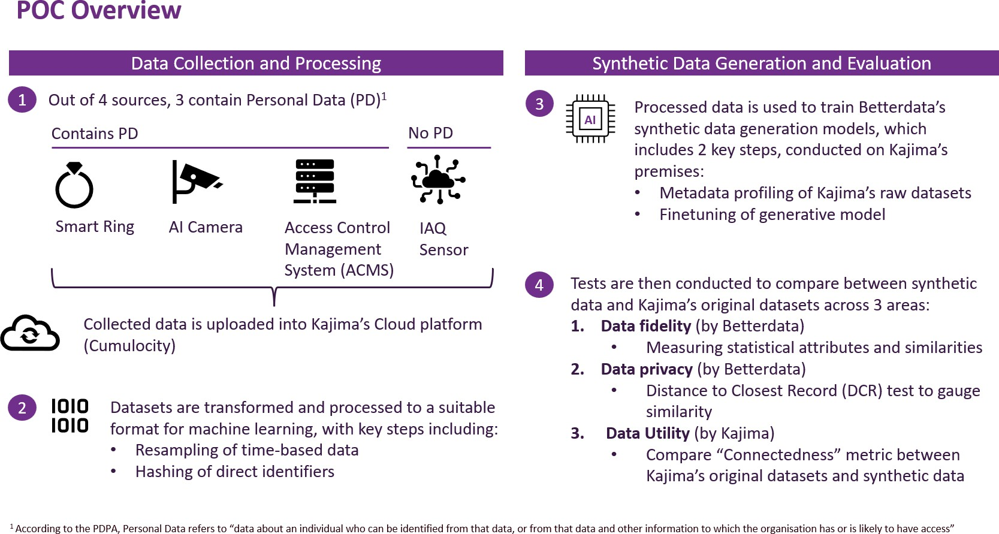 POC Overview
Data Collection and Processing
1
Out of 4 sources, 3 contain Personal Data (PD)1
Contains PD
No PD
Smart Ring
AI Camera
Access Control
Management
System (ACMS)
IAQ
Sensor
Collected data is uploaded into Kajima’s Cloud platform
(Cumulocity)
2
IOIO
IOIO
Datasets are transformed and processed to a suitable
format for machine learning, with key steps including:
• Resampling of time-based data
• Hashing of direct identifiers
Synthetic Data Generation and Evaluation
3
AI
Processed data is used to train Betterdata’s
synthetic data generation models, which
includes 2 key steps, conducted on Kajima’s
premises:
• Metadata profiling of Kajima’s raw datasets
• Finetuning of generative model
4
Tests are then conducted to compare between synthetic
data and Kajima’s original datasets across 3 areas:
1. Data fidelity (by Betterdata)
• Measuring statistical attributes and similarities
2. Data privacy (by Betterdata)
• Distance to Closest Record (DCR) test to gauge
similarity
3. Data Utility (by Kajima)
• Compare “Connectedness” metric between
Kajima’s original datasets and synthetic data
1 According to the PDPA, Personal Data refers to “data about an individual who can be identified from that data, or from that data and other information to which the organisation has or is likely to have access”